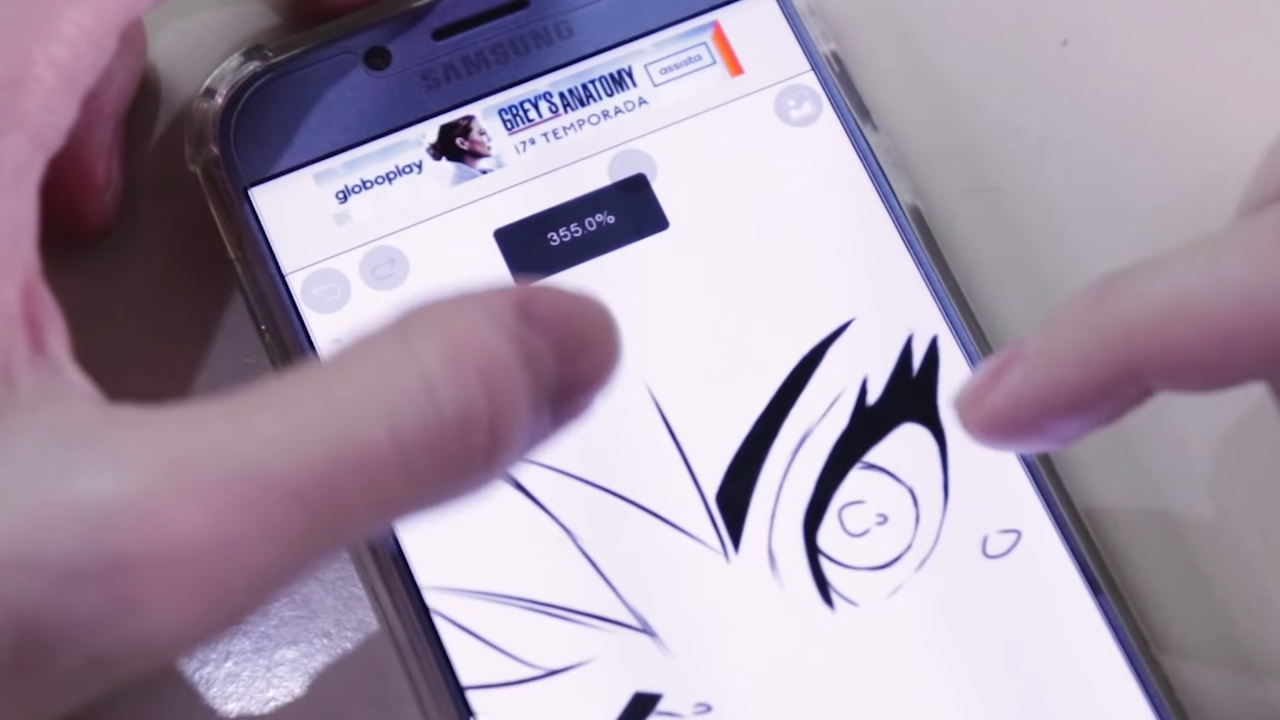 SAMSUNG
globoplay
GREY'S ANATOMY
17ª TEMPORADA
assista
355.0%